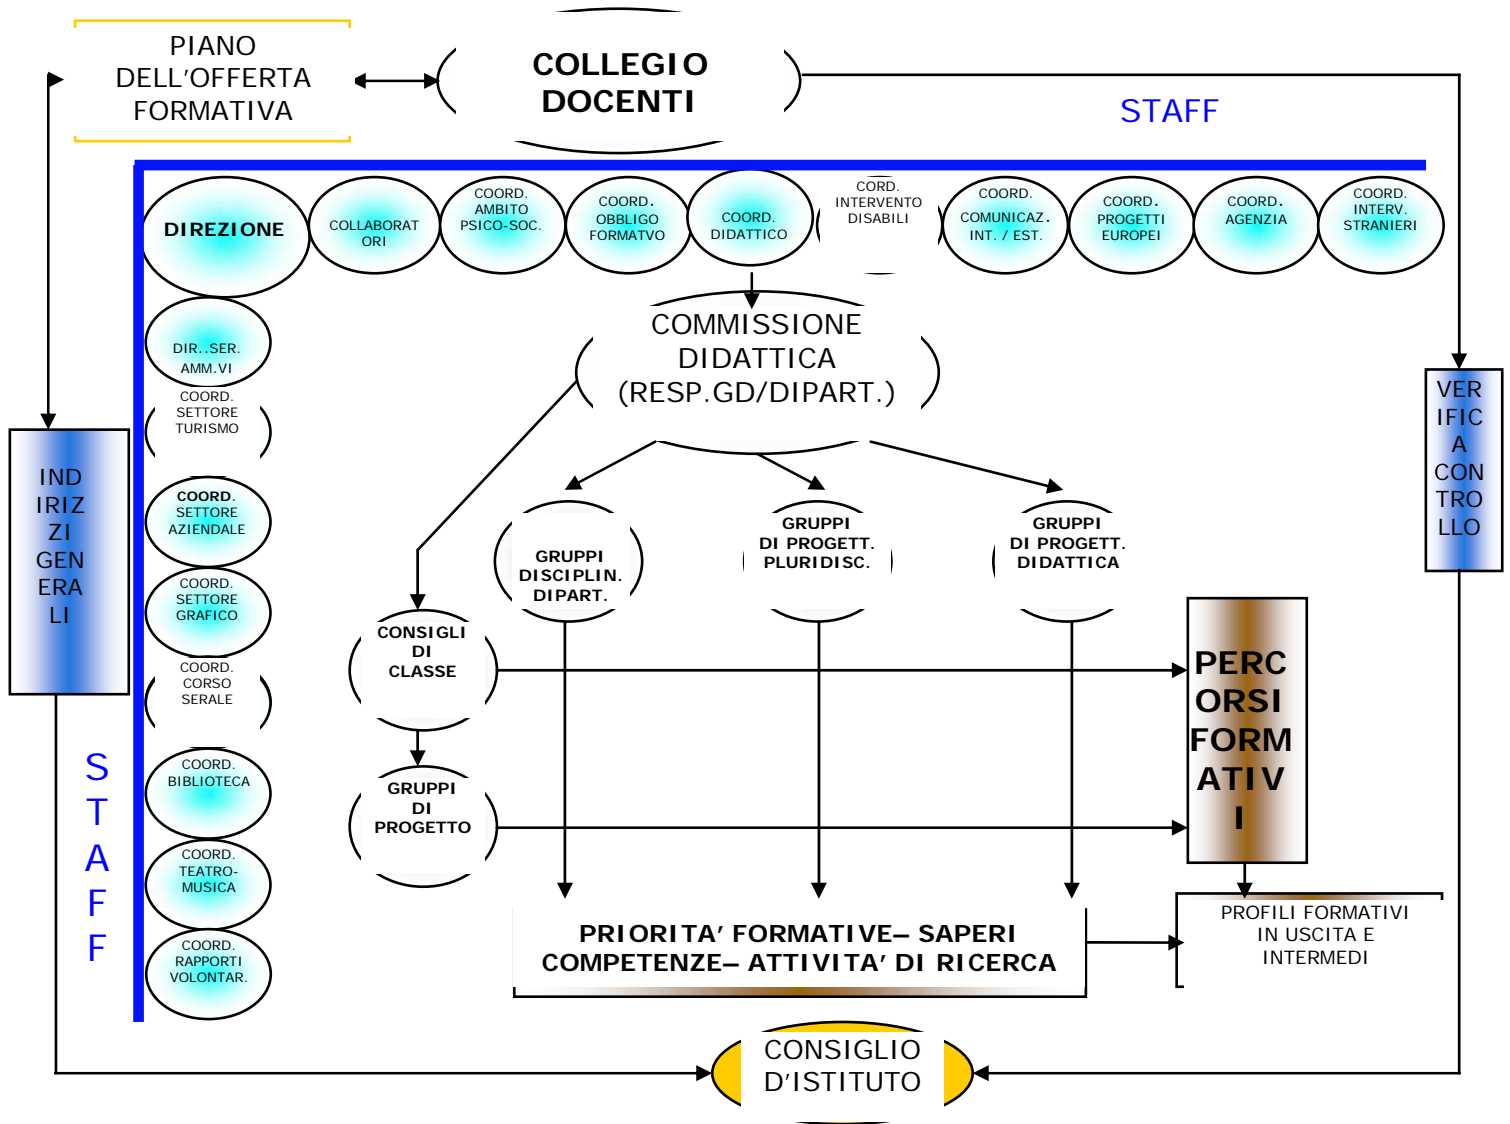 PIANO
DELL'OFFERTA
FORMATIVA
COLLEGIO
DOCENTI
STAFF
DIREZIONE
COLLABORAT
ORI
COORD.
AMBITO
PSICO-SOC.
COORD.
OBBLIGO
FORMATVO
COORD.
DIDATTICO
CORD.
INTERVENTO
DISABILI
COORD.
COMUNICAZ.
INT. / EST.
COORD.
PROGETTI
EUROPEI
COORD.
AGENZIA
COORD.
INTERV.
STRANIERI
DIR..SER.
AMM.VI
COORD.
SETTORE
TURISMO
COORD.
SETTORE
AZIENDALE
COORD.
SETTORE
GRAFICO
COORD.
CORSO
SERALE
COORD.
BIBLIOTECA
COORD.
TEATRO-
MUSICA
COORD.
RAPPORTI
VOLONTAR.
IND
IRIZ
ZI
GEN
ERA
LI
S
T
A
F
F
COMMISSIONE
DIDATTICA
(RESP.GD/DIPART.)
VER
IFIC
A
CON
TRO
LLO
GRUPPI
DISCIPLIN.
DIPART.
GRUPPI
DI PROGETT.
PLURIDISC.
GRUPPI
DI PROGETT.
DIDATTICA
CONSIGLI
DI
CLASSE
GRUPPI
DI
PROGETTO
PERC
ORSI
FORM
ATIV
I
PRIORITA' FORMATIVE– SAPERI
COMPETENZE– ATTIVITA' DI RICERCA
PROFILI FORMATIVI
IN USCITA E
INTERMEDI
CONSIGLIO
D'ISTITUTO